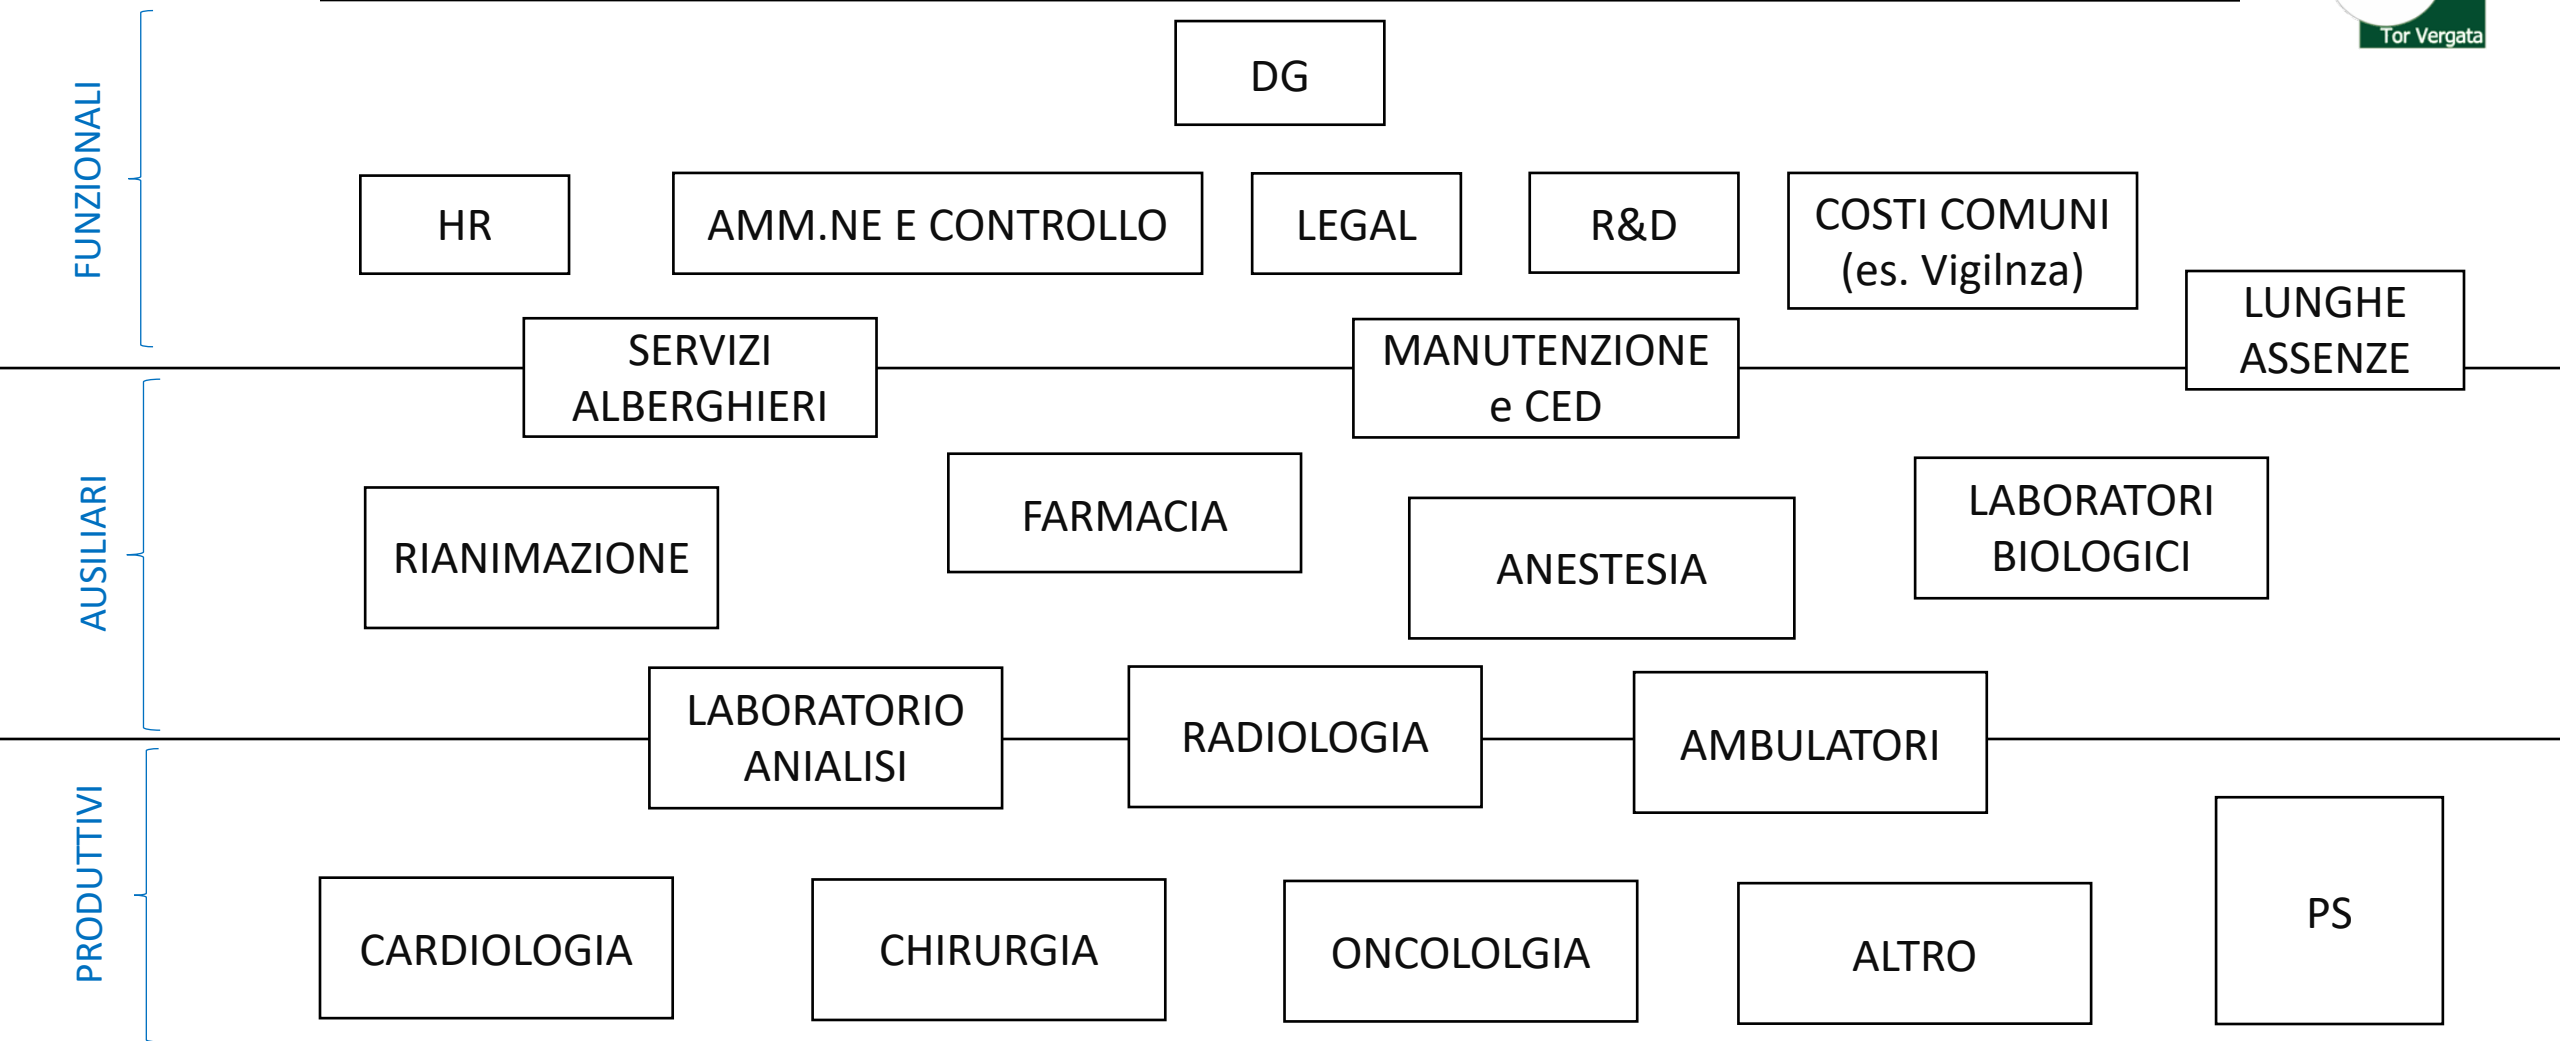 Tor Vergata
FUNZIONALI
DG
HR
AMM.NE E CONTROLLO
LEGAL
R&D
COSTI COMUNI
(es. Vigilnza)
LUNGHE
ASSENZE
SERVIZI
ALBERGHIERI
MANUTENZIONE
e CED
AUSILIARI
RIANIMAZIONE
FARMACIA
ANESTESIA
LABORATORI
BIOLOGICI
LABORATORIO
ANIALISI
RADIOLOGIA
AMBULATORI
PRODUTTIVI
CARDIOLOGIA
CHIRURGIA
ONCOLOLGIA
ALTRO
PS